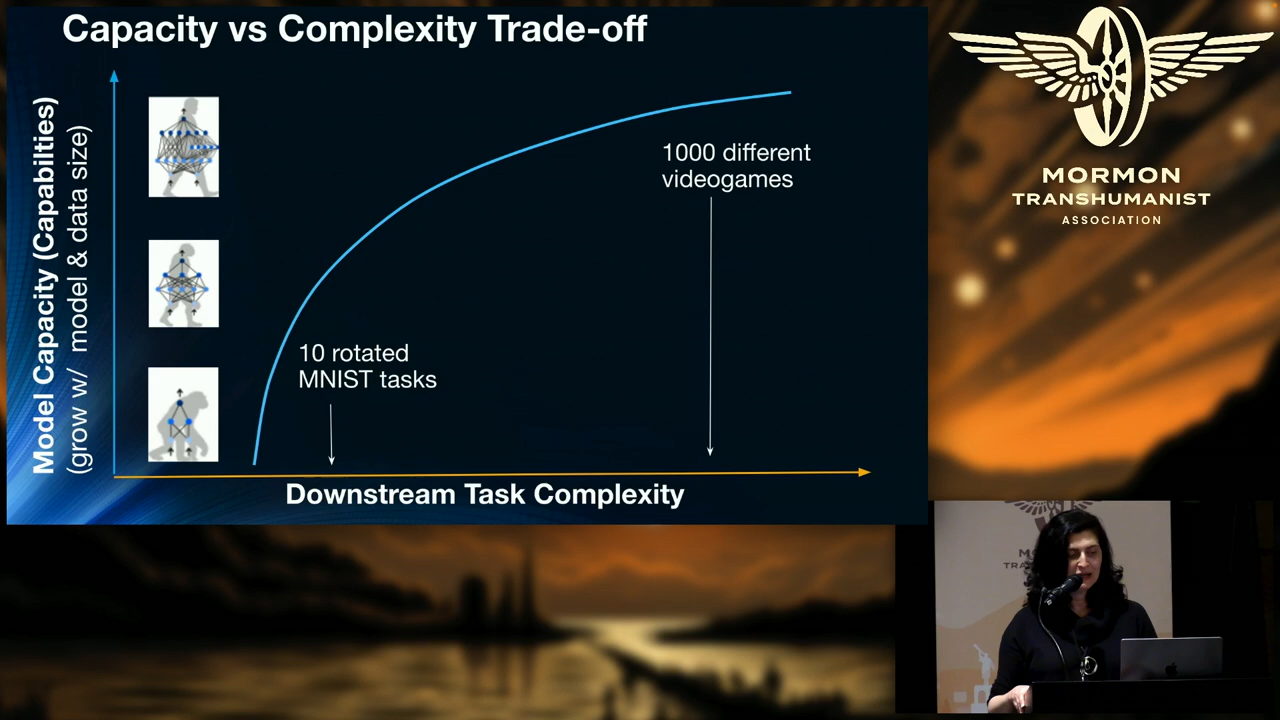 Capacity vs Complexity Trade-off
Model Capacity (Capabilties)
(grow w/ model & data size)
10 rotated
MNIST tasks
1000 different
videogames
Downstream Task Complexity
MORMON
TRANSHUMANIST
ASSOCIATION